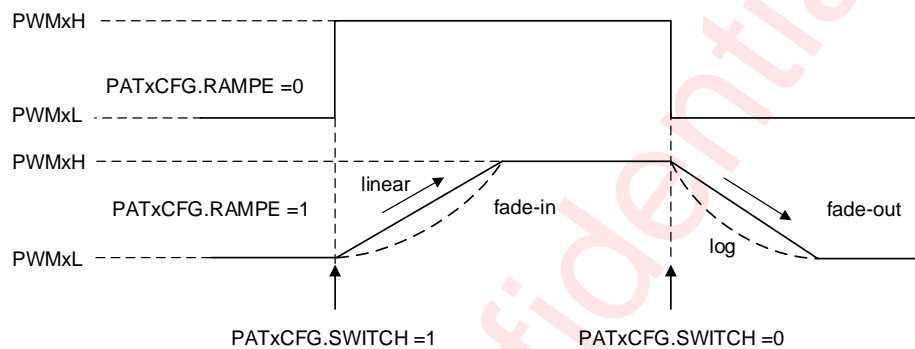 PWMxH
PATxCFG.RAMPE =0
PWMxL
PWMxH
linear
fade-in
PATxCFG.RAMPE =1
fade-out
log
PWMxL
PATxCFG.SWITCH =1
PATxCFG.SWITCH =0